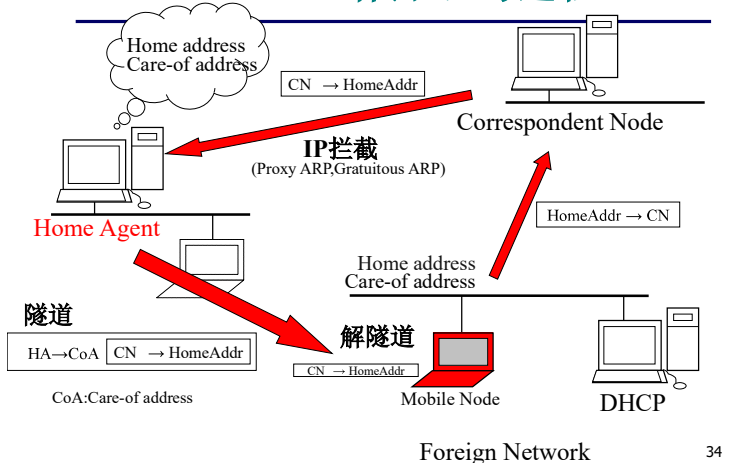 Home address
Care-of address
CN → HomeAddr
Correspondent Node
IP拦截
(Proxy ARP,Gratuitous ARP)
Home Agent
HomeAddr → CN
Home address
Care-of address
隧道
HA→CoA CN → HomeAddr
解隧道
CN → HomeAddr
CoA:Care-of address
Mobile Node
DHCP
Foreign Network
34